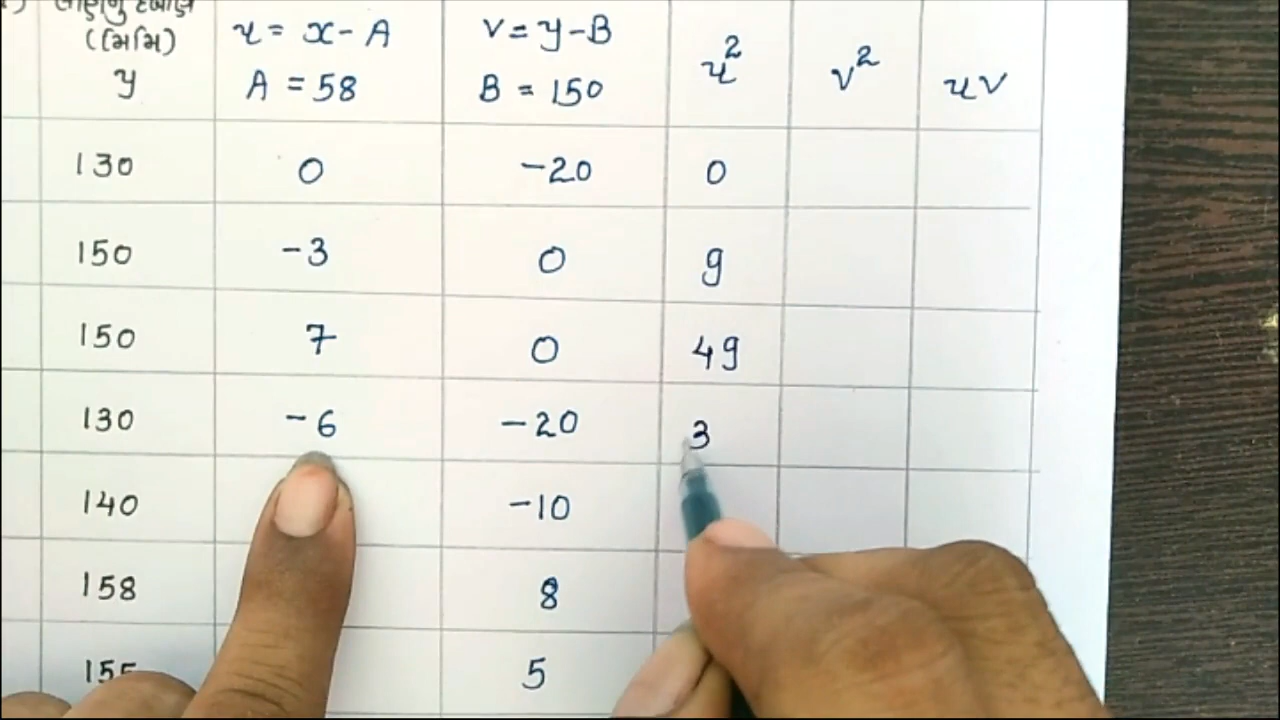 (મિમિ)
y
u = x - A
A = 58
v = y - B
B = 150
u²
v²
uv
130 0 -20 0
150 -3 0 9
150 7 0 49
130 -6 -20 3
140 -10
158 8
155 5